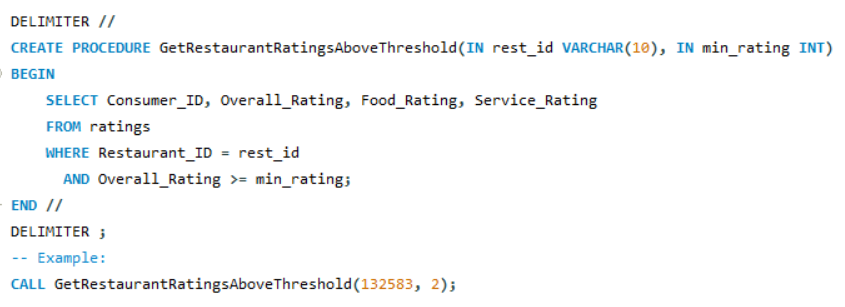 DELIMITER //
CREATE PROCEDURE GetRestaurantRatingsAboveThreshold(IN rest_id VARCHAR(10), IN min_rating INT)
BEGIN
    SELECT Consumer_ID, Overall_Rating, Food_Rating, Service_Rating
    FROM ratings
    WHERE Restaurant_ID = rest_id
      AND Overall_Rating >= min_rating;
END //
DELIMITER ;
-- Example:
CALL GetRestaurantRatingsAboveThreshold(132583, 2);